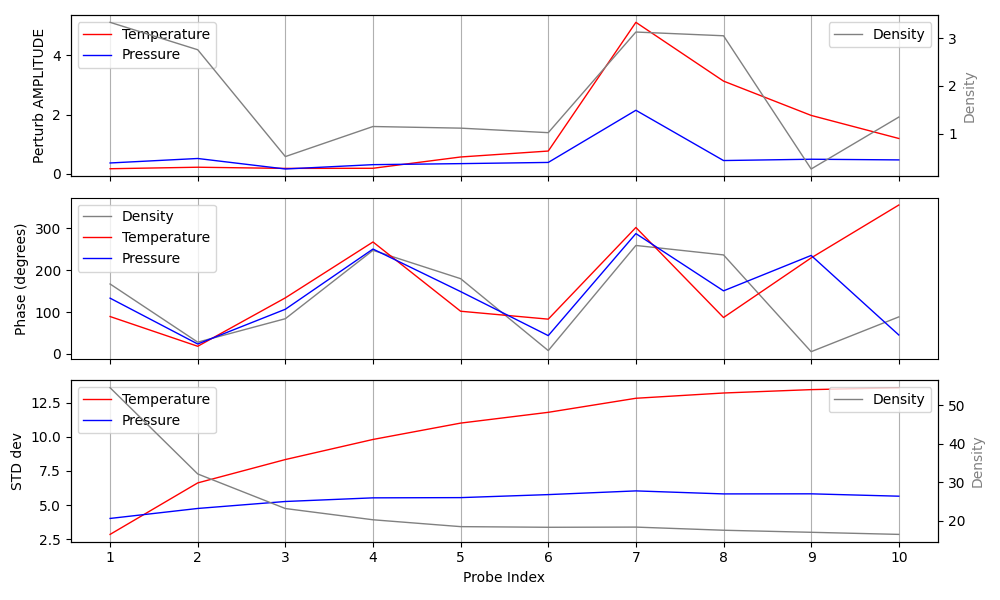 Perturb AMPLITUDE
4
2
0
Temperature
Pressure
Density
3
2
1
Density
Phase (degrees)
300
200
100
0
Density
Temperature
Pressure
STD dev
12.5
10.0
7.5
5.0
2.5
Temperature
Pressure
Density
50
40
30
20
Density
1 2 3 4 5 6 7 8 9 10
Probe Index